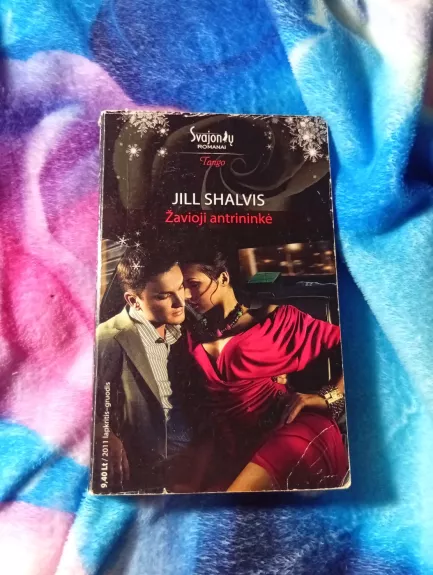 Svajonių
ROMANAI
Tango
JILL SHALVIS
Žavioji antrininkė
9,40 Lt / 2011 lapkritis-gruodis